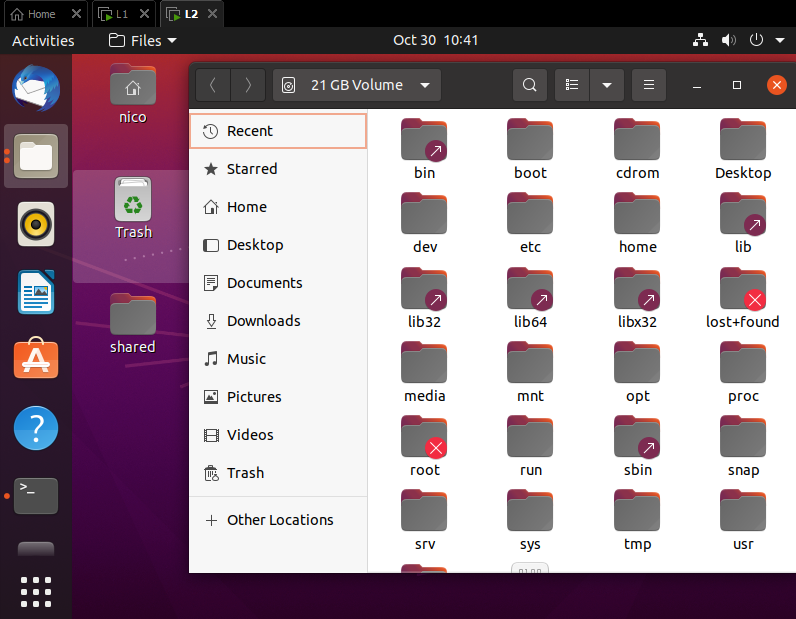 Home L1 L2
Activities Files Oct 30 10:41
nico
Trash
shared
>_
21 GB Volume
Recent
Starred
Home
Desktop
Documents
Downloads
Music
Pictures
Videos
Trash
Other Locations
bin boot cdrom Desktop
dev etc home lib
lib32 lib64 libx32 lost+found
media mnt opt proc
root run sbin snap
srv sys tmp usr